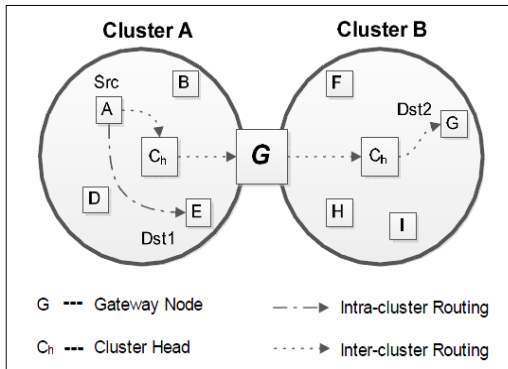 Cluster A
Cluster B
Src
B
F
A
Dst2
G
Ch
G
Ch
D
E
H
I
Dst1
G --- Gateway Node
Intra-cluster Routing
Ch --- Cluster Head
Inter-cluster Routing